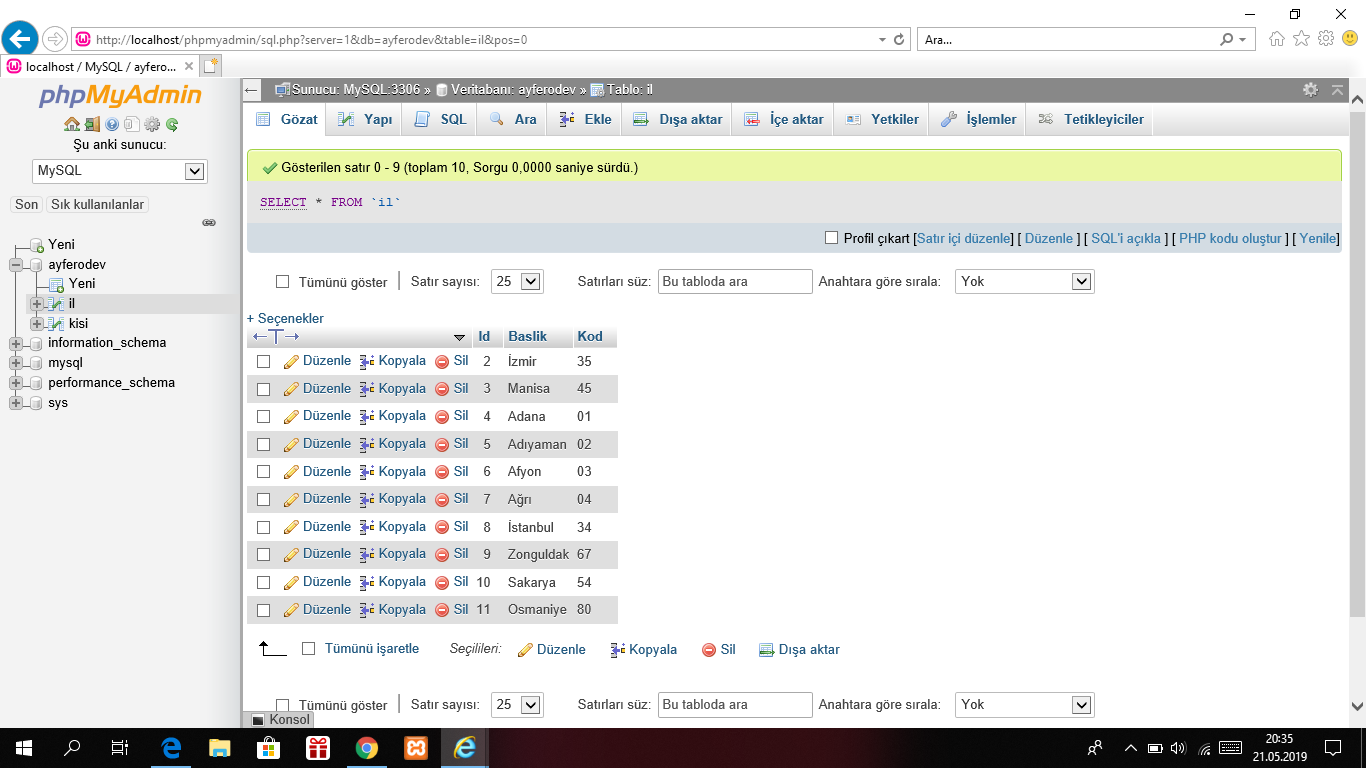 http://localhost/phpmyadmin/sql.php?server=1&db=ayferodev&table=il&pos=0
Ara...
localhost / MySQL / ayfero...
phpMyAdmin
Şu anki sunucu:
MySQL
Son Sık kullanılanlar
Yeni
ayferodev
Yeni
il
kisi
information_schema
mysql
performance_schema
sys
Sunucu: MySQL:3306 » Veritabanı: ayferodev » Tablo: il
Gözat Yapı SQL Ara Ekle Dışa aktar İçe aktar Yetkiler İşlemler Tetikleyiciler
Gösterilen satır 0 - 9 (toplam 10, Sorgu 0,0000 saniye sürdü.)
SELECT * FROM `il`
Profil çıkart [Satır içi düzenle] [ Düzenle ] [ SQL'i açıkla ] [ PHP kodu oluştur ] [ Yenile]
Tümünü göster Satır sayısı: 25 Satırları süz: Bu tabloda ara Anahtara göre sırala: Yok
+ Seçenekler
←T→ Id Baslik Kod
Düzenle Kopyala Sil 2 İzmir 35
Düzenle Kopyala Sil 3 Manisa 45
Düzenle Kopyala Sil 4 Adana 01
Düzenle Kopyala Sil 5 Adıyaman 02
Düzenle Kopyala Sil 6 Afyon 03
Düzenle Kopyala Sil 7 Ağrı 04
Düzenle Kopyala Sil 8 İstanbul 34
Düzenle Kopyala Sil 9 Zonguldak 67
Düzenle Kopyala Sil 10 Sakarya 54
Düzenle Kopyala Sil 11 Osmaniye 80
Tümünü işaretle Seçilileri: Düzenle Kopyala Sil Dışa aktar
Tümünü göster Satır sayısı: 25 Satırları süz: Bu tabloda ara Anahtara göre sırala: Yok
Konsol
20:35
21.05.2019